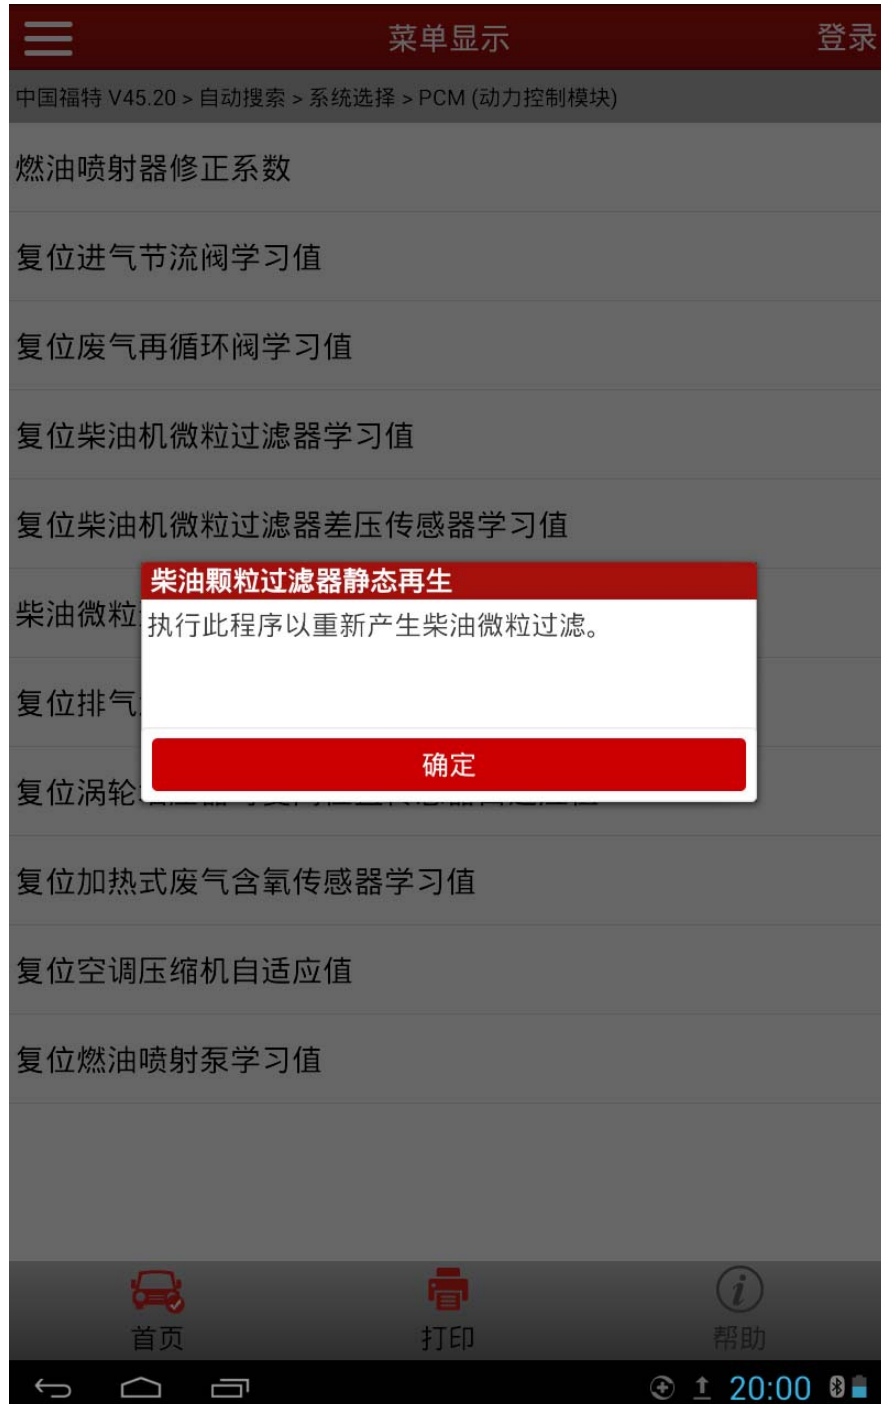 菜单显示
登录
中国福特 V45.20 > 自动搜索 > 系统选择 > PCM (动力控制模块)
燃油喷射器修正系数
复位进气节流阀学习值
复位废气再循环阀学习值
复位柴油机微粒过滤器学习值
复位柴油机微粒过滤器差压传感器学习值
柴油颗粒过滤器静态再生
柴油微粒
执行此程序以重新产生柴油微粒过滤。
复位排气
确定
复位涡轮
复位加热式废气含氧传感器学习值
复位空调压缩机自适应值
复位燃油喷射泵学习值
首页
打印
帮助
20:00